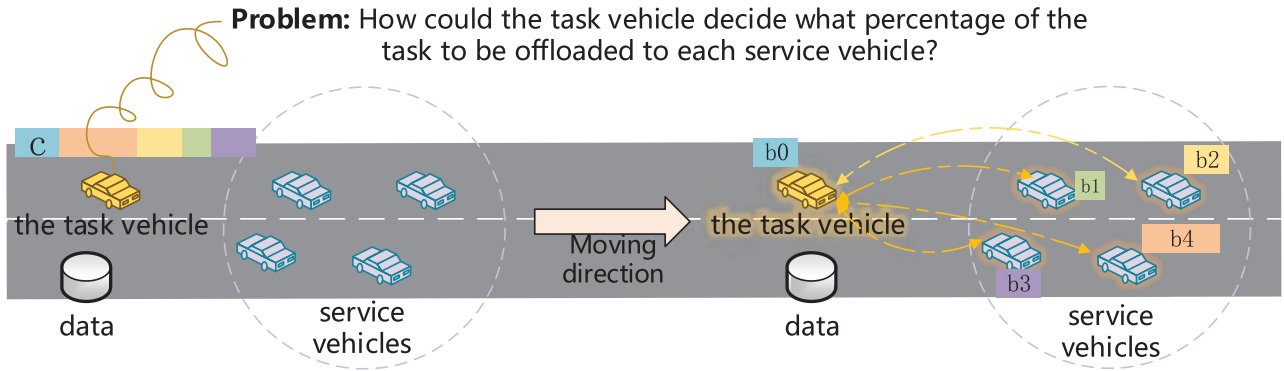 Problem: How could the task vehicle decide what percentage of the
task to be offloaded to each service vehicle?
C
the task vehicle
data
service
vehicles
Moving
direction
b0
the task vehicle
data
b1
b2
b3
b4
service
vehicles